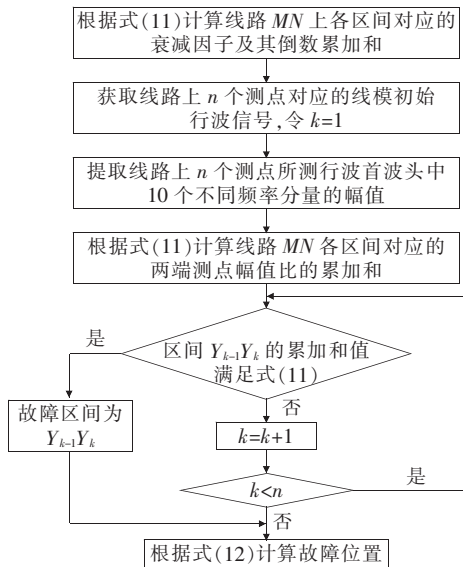 根据式(11)计算线路 MN 上各区间对应的
衰减因子及其倒数累加和
获取线路上 n 个测点对应的线模初始
行波信号,令 k=1
提取线路上 n 个测点所测行波首波头中
10 个不同频率分量的幅值
根据式(11)计算线路 MN 各区间对应的
两端测点幅值比的累加和
是
区间 Yₖ₋₁Yₖ 的累加和值
满足式(11)
否
故障区间为
Yₖ₋₁Yₖ
k=k+1
是
k<n
否
根据式(12)计算故障位置